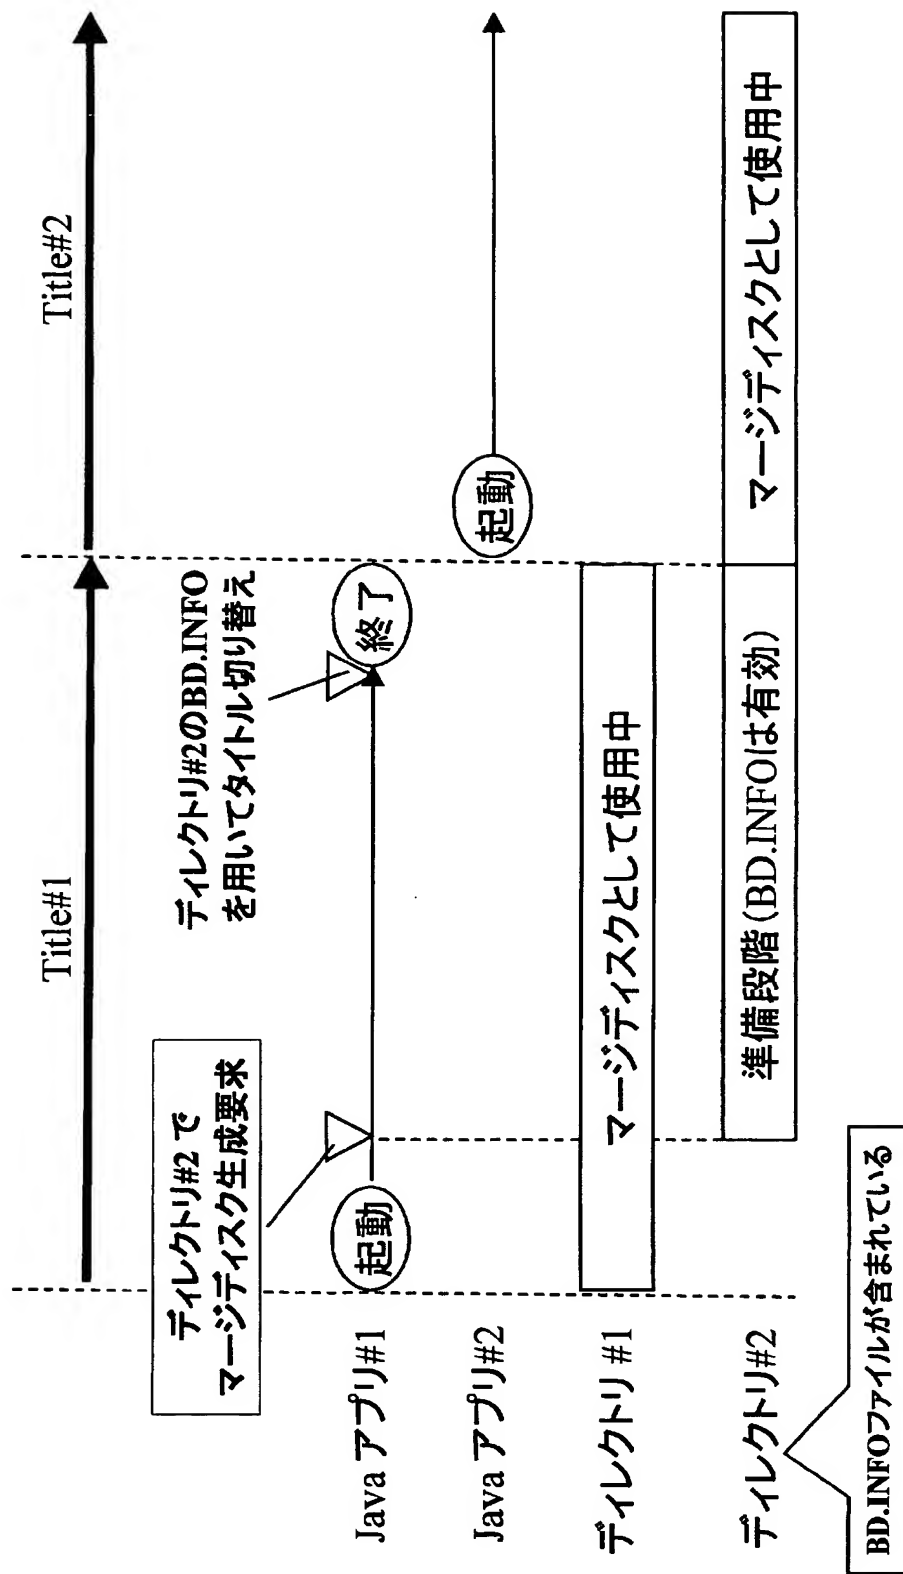 Title#1
Title#2
ディレクトリ#2 で
マージディスク生成要求
ディレクトリ#2のBD.INFO
を用いてタイトル切り替え
Java アプリ#1
起動
終了
Java アプリ#2
起動
ディレクトリ #1
マージディスクとして使用中
ディレクトリ#2
準備段階(BD.INFOは有効)
マージディスクとして使用中
BD.INFOファイルが含まれている